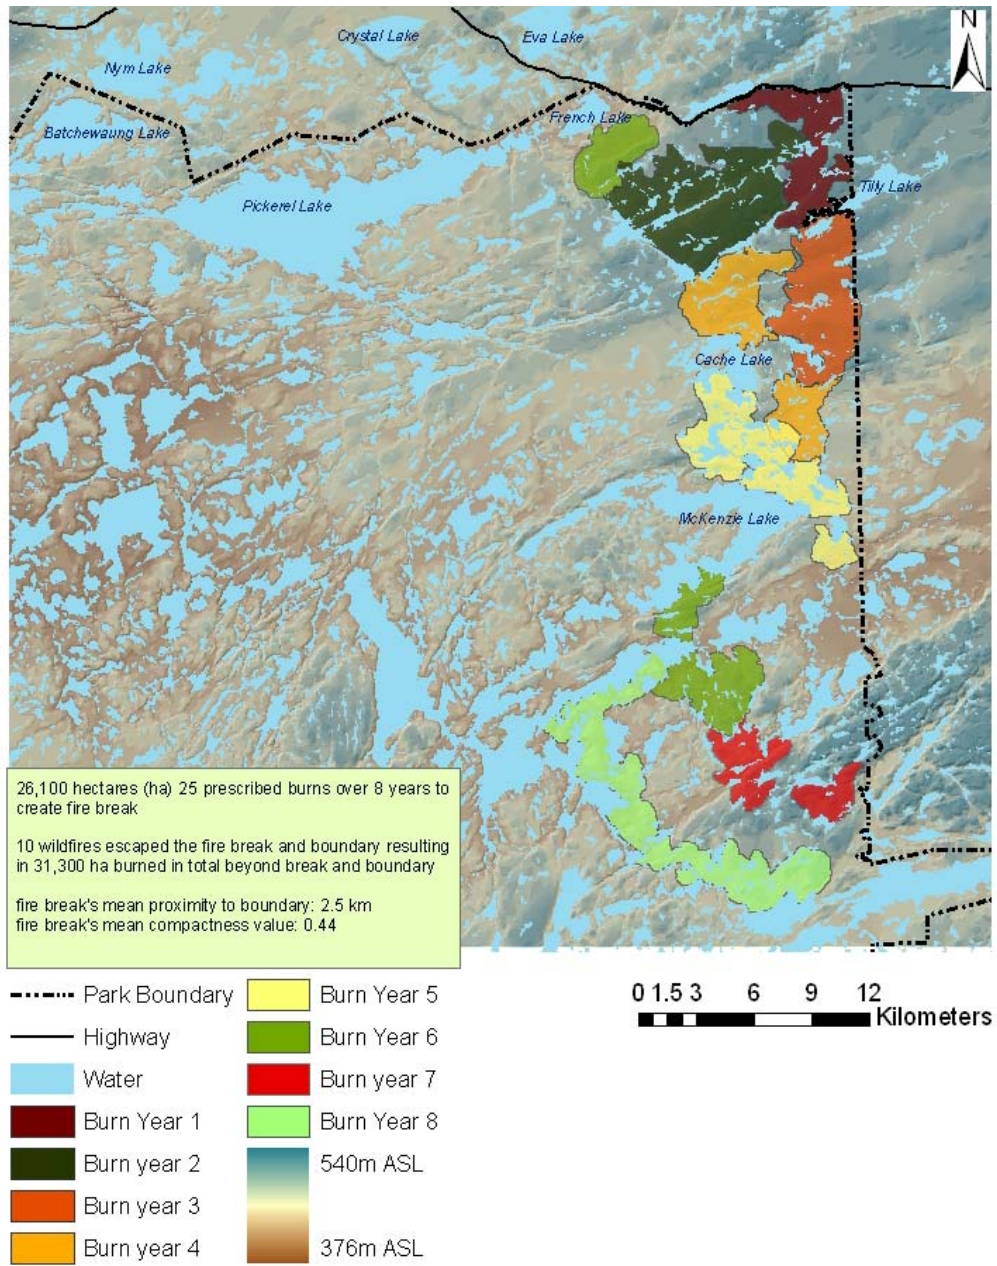 N
Crystal Lake
Eva Lake
Nym Lake
Batchewaung Lake
French Lake
Tilly Lake
Pickerel Lake
Cache Lake
McKenzie Lake
26,100 hectares (ha) 25 prescribed burns over 8 years to
create fire break
10 wildfires escaped the fire break and boundary resulting
in 31,300 ha burned in total beyond break and boundary
fire break's mean proximity to boundary: 2.5 km
fire break's mean compactness value: 0.44
Park Boundary
Highway
Water
Burn Year 1
Burn year 2
Burn year 3
Burn year 4
Burn Year 5
Burn Year 6
Burn year 7
Burn Year 8
540m ASL
376m ASL
0 1.5 3 6 9 12
Kilometers